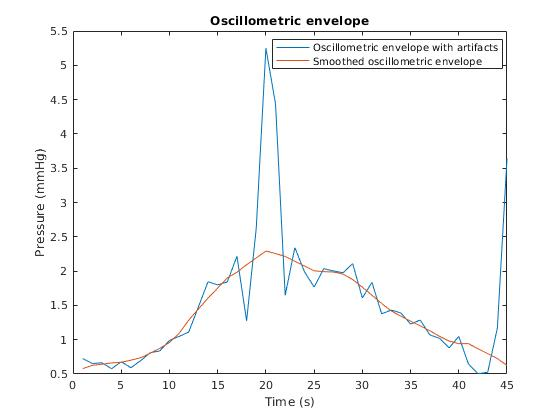 Oscillometric envelope
Oscillometric envelope with artifacts
Smoothed oscillometric envelope
5.5
5
4.5
4
3.5
3
2.5
2
1.5
1
0.5
Pressure (mmHg)
0 5 10 15 20 25 30 35 40 45
Time (s)